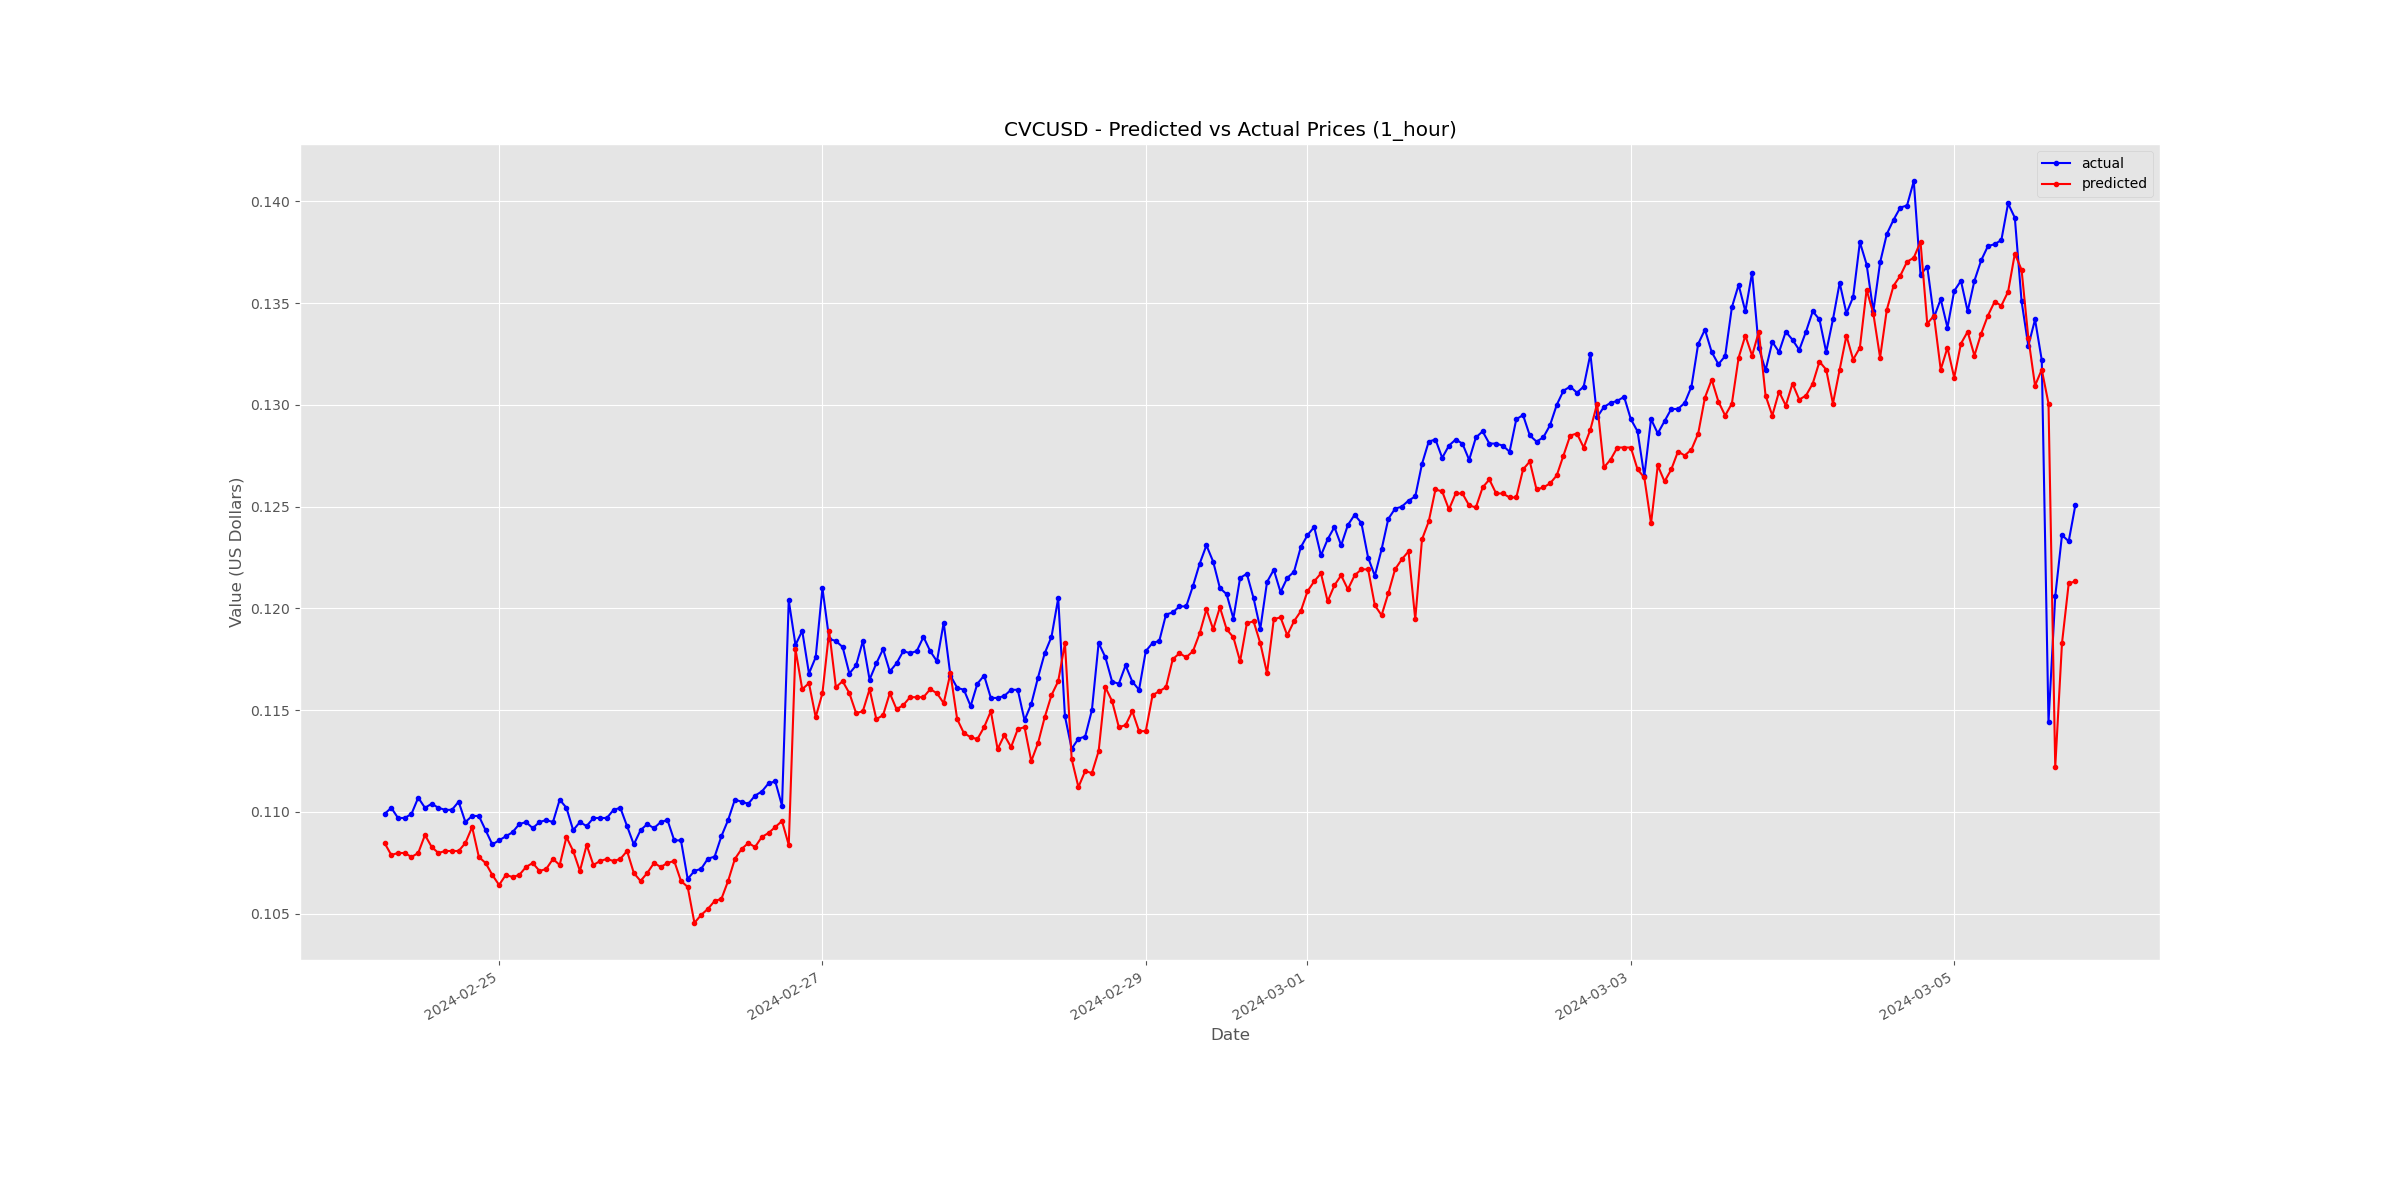 CVCUSD - Predicted vs Actual Prices (1_hour)
actual
predicted
0.140
0.135
0.130
0.125
0.120
0.115
0.110
0.105
Value (US Dollars)
2024-02-25
2024-02-27
2024-02-29
2024-03-01
2024-03-03
2024-03-05
Date